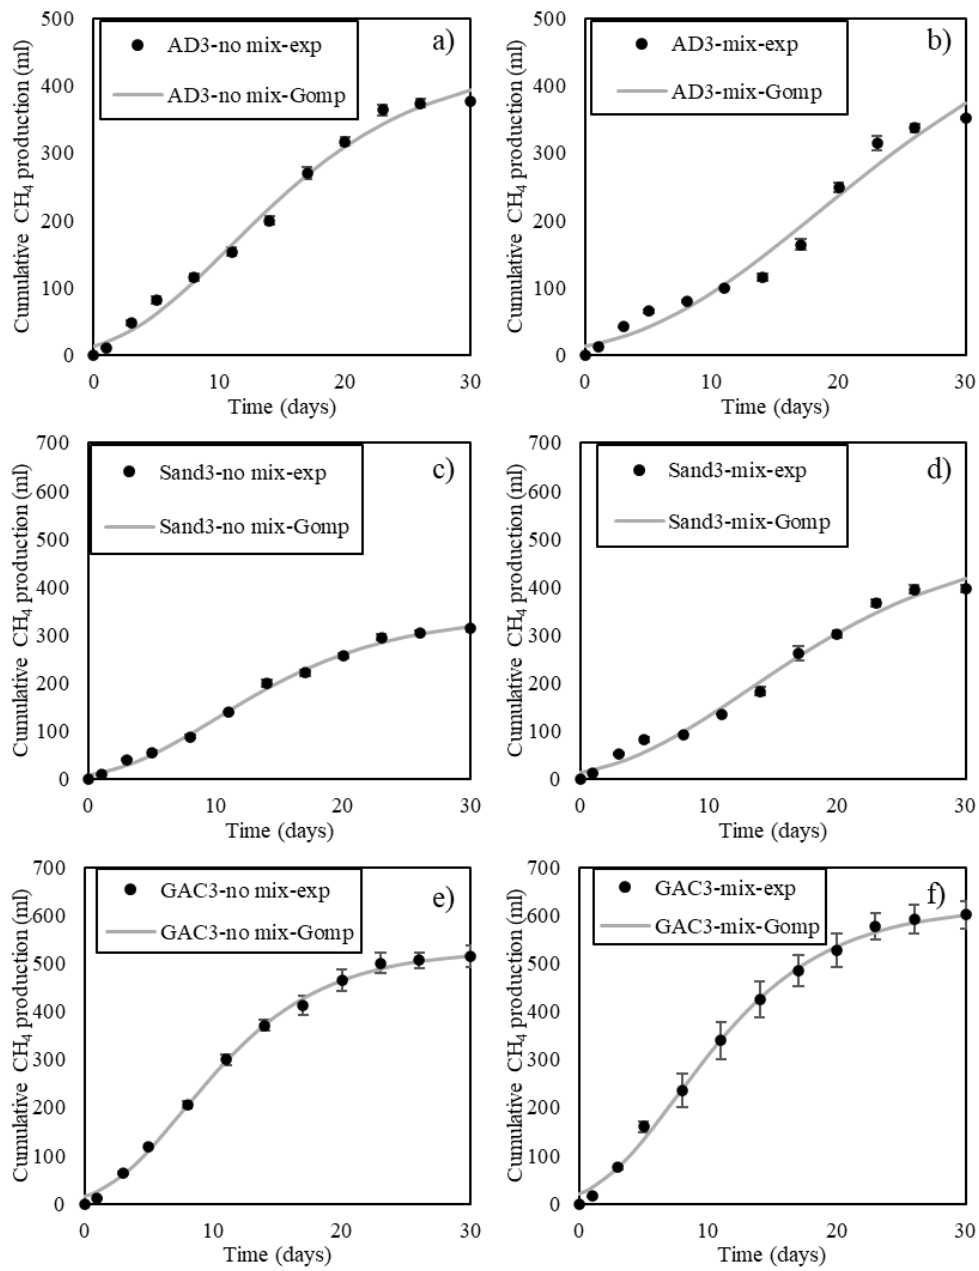 Cumulative CH4 production (ml)
500
400
300
200
100
0
AD3-no mix-exp
AD3-no mix-Gomp
a)
0
10
20
30
Time (days)
Cumulative CH4 production (ml)
500
400
300
200
100
0
AD3-mix-exp
AD3-mix-Gomp
b)
0
10
20
30
Time (days)
Cumulative CH4 production (ml)
700
600
500
400
300
200
100
0
Sand3-no mix-exp
Sand3-no mix-Gomp
c)
0
10
20
30
Time (days)
Cumulative CH4 production (ml)
700
600
500
400
300
200
100
0
Sand3-mix-exp
Sand3-mix-Gomp
d)
0
10
20
30
Time (days)
Cumulative CH4 production (ml)
700
600
500
400
300
200
100
0
GAC3-no mix-exp
GAC3-no mix-Gomp
e)
0
10
20
30
Time (days)
Cumulative CH4 production (ml)
700
600
500
400
300
200
100
0
GAC3-mix-exp
GAC3-mix-Gomp
f)
0
10
20
30
Time (days)